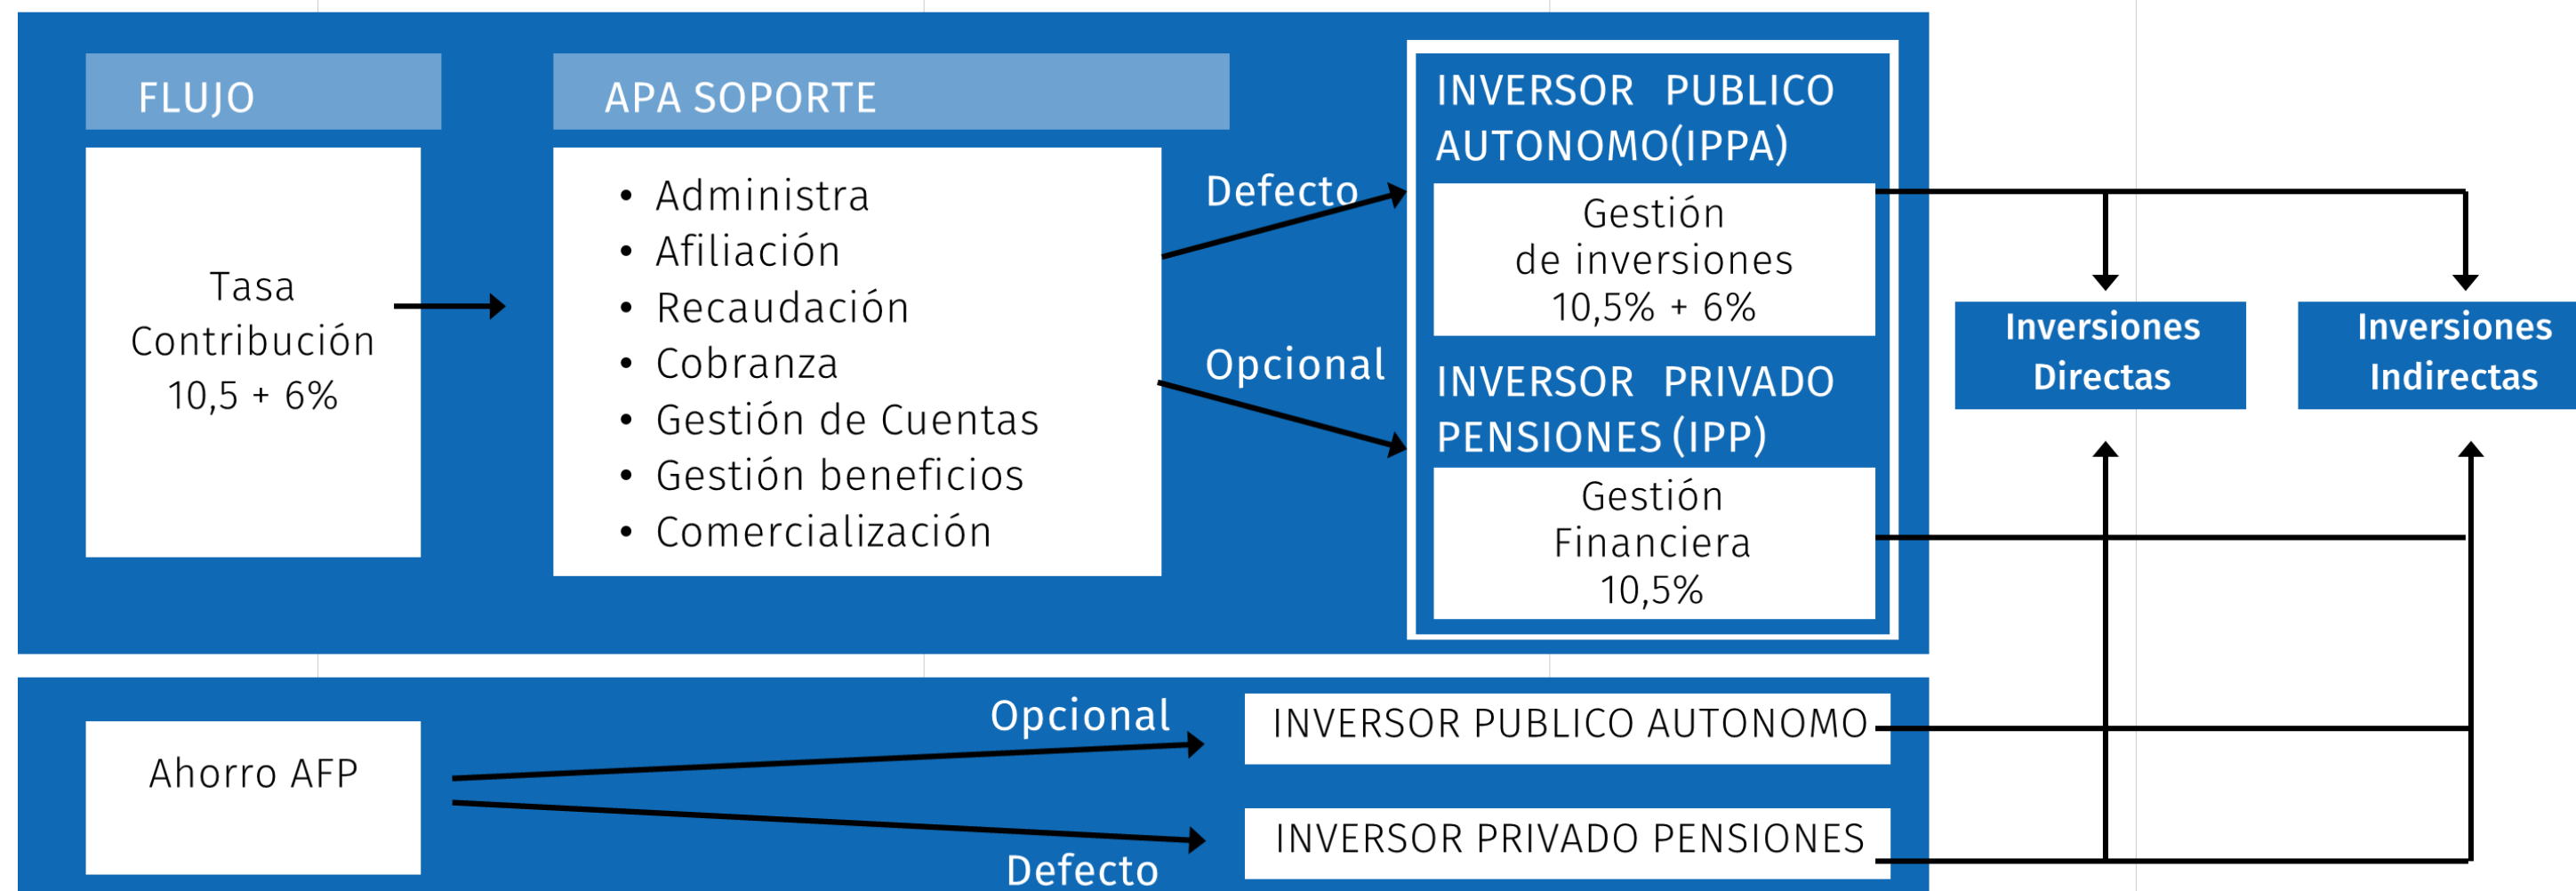 FLUJO
Tasa
Contribución
10,5 + 6%
APA SOPORTE
• Administra
• Afiliación
• Recaudación
• Cobranza
• Gestión de Cuentas
• Gestión beneficios
• Comercialización
Defecto
Opcional
INVERSOR PUBLICO
AUTONOMO(IPPA)
Gestión
de inversiones
10,5% + 6%
INVERSOR PRIVADO
PENSIONES (IPP)
Gestión
Financiera
10,5%
Inversiones
Directas
Inversiones
Indirectas
Ahorro AFP
Opcional
Defecto
INVERSOR PUBLICO AUTONOMO
INVERSOR PRIVADO PENSIONES